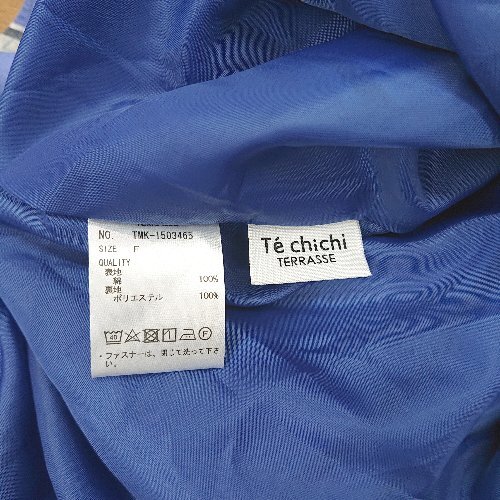 NO. TMK-1503465
SIZE F
QUALITY
表地
綿 100%
裏地
ポリエステル 100%
40
F
・ファスナーは、閉じて洗って下さ
い。
Té chichi
TERRASSE